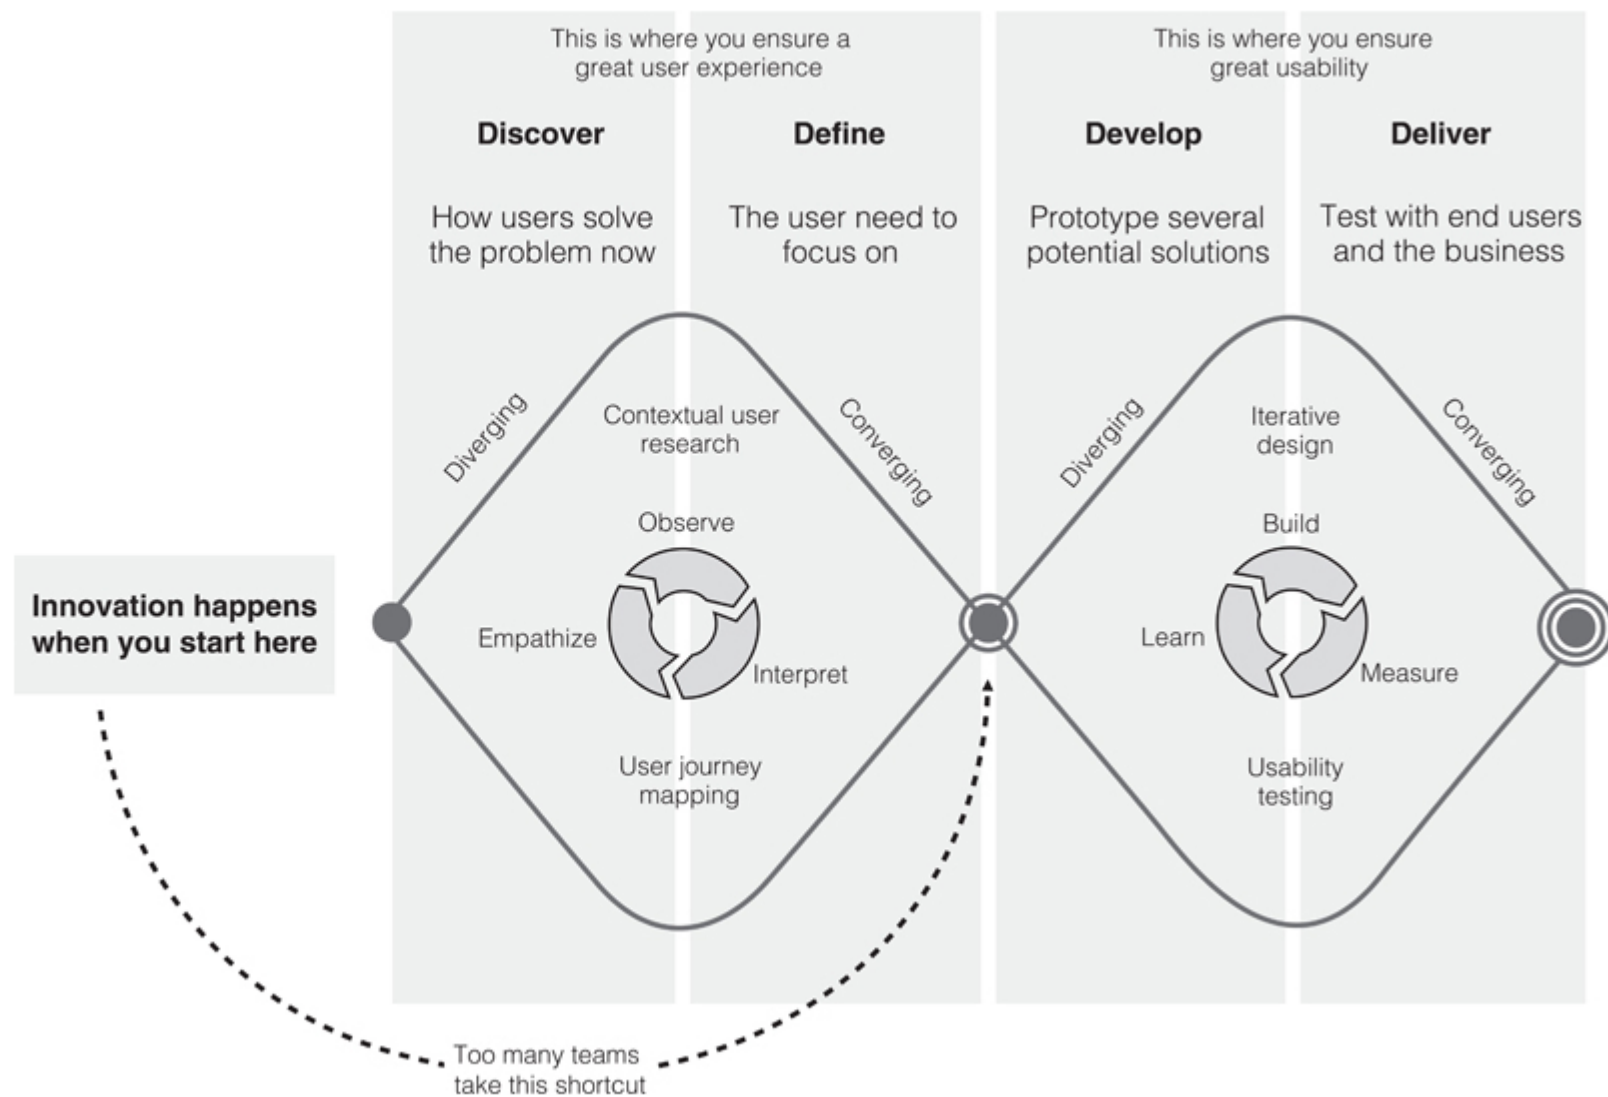 This is where you ensure a
great user experience
This is where you ensure
great usability
Discover
Define
Develop
Deliver
How users solve
the problem now
The user need to
focus on
Prototype several
potential solutions
Test with end users
and the business
Diverging
Contextual user
research
Converging
Observe
Empathize
Interpret
User journey
mapping
Diverging
Iterative
design
Converging
Build
Learn
Measure
Usability
testing
Innovation happens
when you start here
Too many teams
take this shortcut